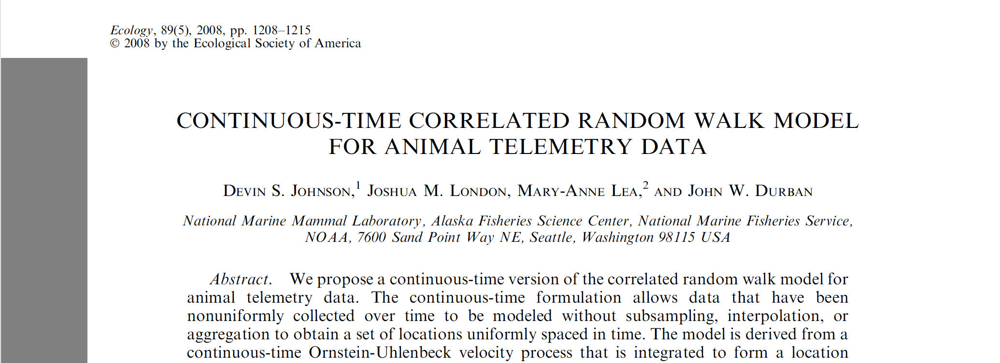 Ecology, 89(5), 2008, pp. 1208–1215
© 2008 by the Ecological Society of America
CONTINUOUS-TIME CORRELATED RANDOM WALK MODEL
FOR ANIMAL TELEMETRY DATA
DEVIN S. JOHNSON,1 JOSHUA M. LONDON, MARY-ANNE LEA,2 AND JOHN W. DURBAN
National Marine Mammal Laboratory, Alaska Fisheries Science Center, National Marine Fisheries Service,
NOAA, 7600 Sand Point Way NE, Seattle, Washington 98115 USA
Abstract. We propose a continuous-time version of the correlated random walk model for
animal telemetry data. The continuous-time formulation allows data that have been
nonuniformly collected over time to be modeled without subsampling, interpolation, or
aggregation to obtain a set of locations uniformly spaced in time. The model is derived from a
continuous-time Ornstein-Uhlenbeck velocity process that is integrated to form a location